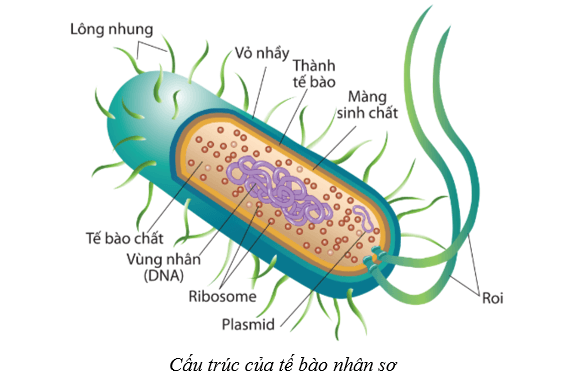 Lông nhung
Vỏ nhầy
Thành
tế bào
Màng
sinh chất
Tế bào chất
Vùng nhân
(DNA)
Ribosome
Plasmid
Roi
Cấu trúc của tế bào nhân sơ